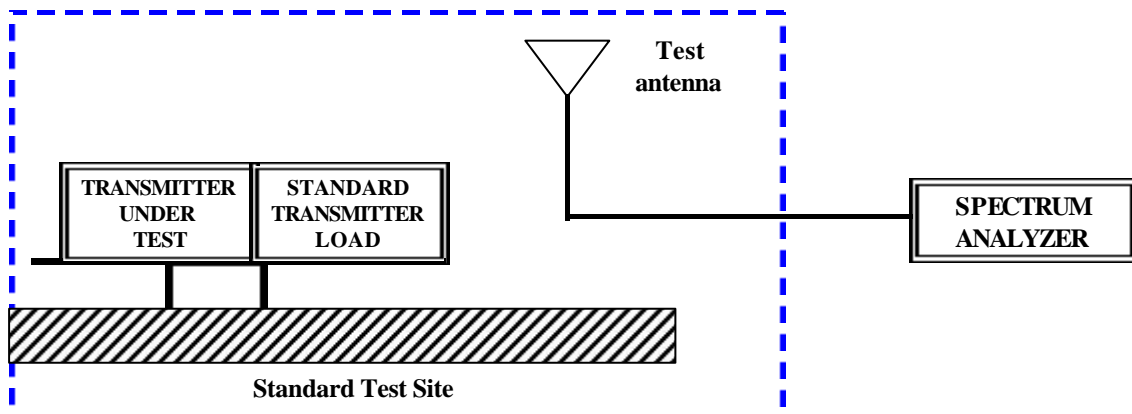 Test
antenna
TRANSMITTER
UNDER
TEST
STANDARD
TRANSMITTER
LOAD
SPECTRUM
ANALYZER
Standard Test Site